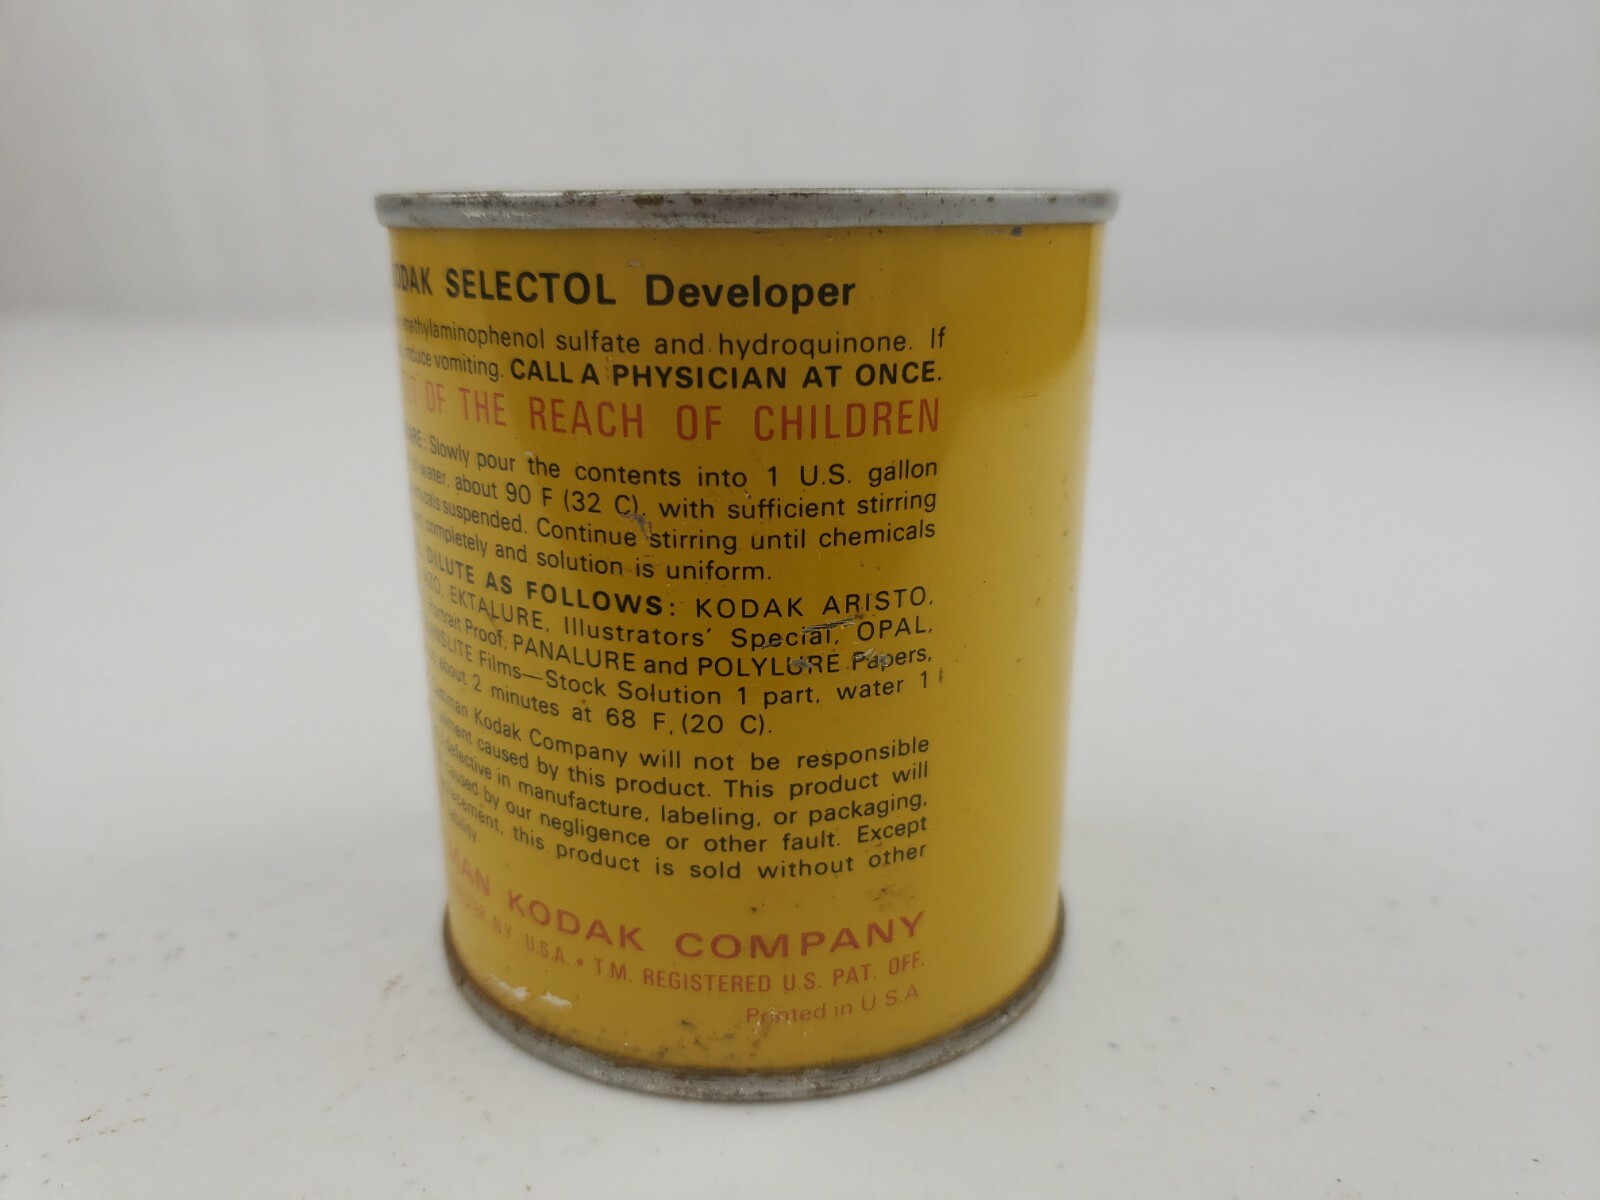 KODAK SELECTOL Developer
methylaminophenol sulfate and hydroquinone. If
induce vomiting. CALL A PHYSICIAN AT ONCE.
OUT OF THE REACH OF CHILDREN
Slowly pour the contents into 1 U.S. gallon
water, about 90 F (32 C), with sufficient stirring
suspended. Continue stirring until chemicals
completely and solution is uniform.
DILUTE AS FOLLOWS: KODAK ARISTO,
AZO, EKTALURE, Illustrators' Special, OPAL,
Portrait Proof, PANALURE and POLYLURE Papers,
Films—Stock Solution 1 part, water 1
about 2 minutes at 68 F, (20 C).
Eastman Kodak Company will not be responsible
caused by this product. This product will
defective in manufacture, labeling, or packaging,
caused by our negligence or other fault. Except
this product is sold without other
MAN KODAK COMPANY
N.Y., U.S.A. • T.M. REGISTERED U.S. PAT. OFF.
Printed in U.S.A.